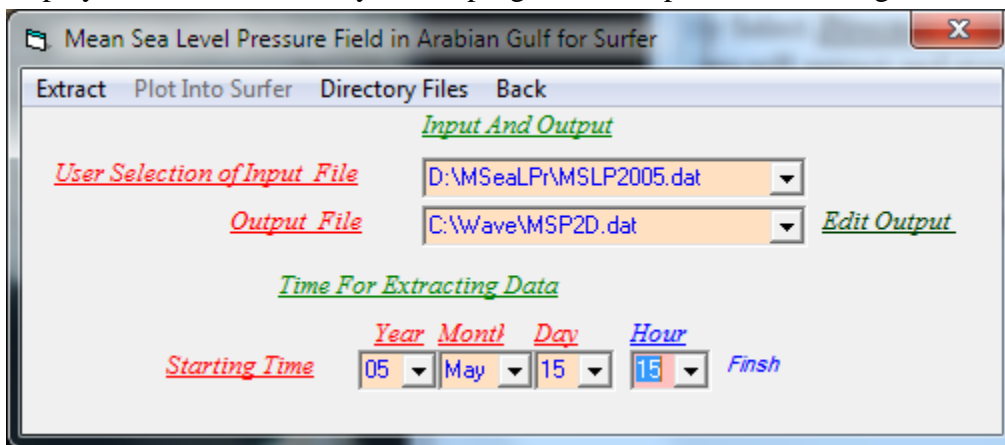 Mean Sea Level Pressure Field in Arabian Gulf for Surfer
Extract Plot Into Surfer Directory Files Back
Input And Output
User Selection of Input File D:\MSeaLPr\MSLP2005.dat
Output File C:\Wave\MSP2D.dat Edit Output
Time For Extracting Data
Year Month Day Hour
Starting Time 05 May 15 15 Finsh